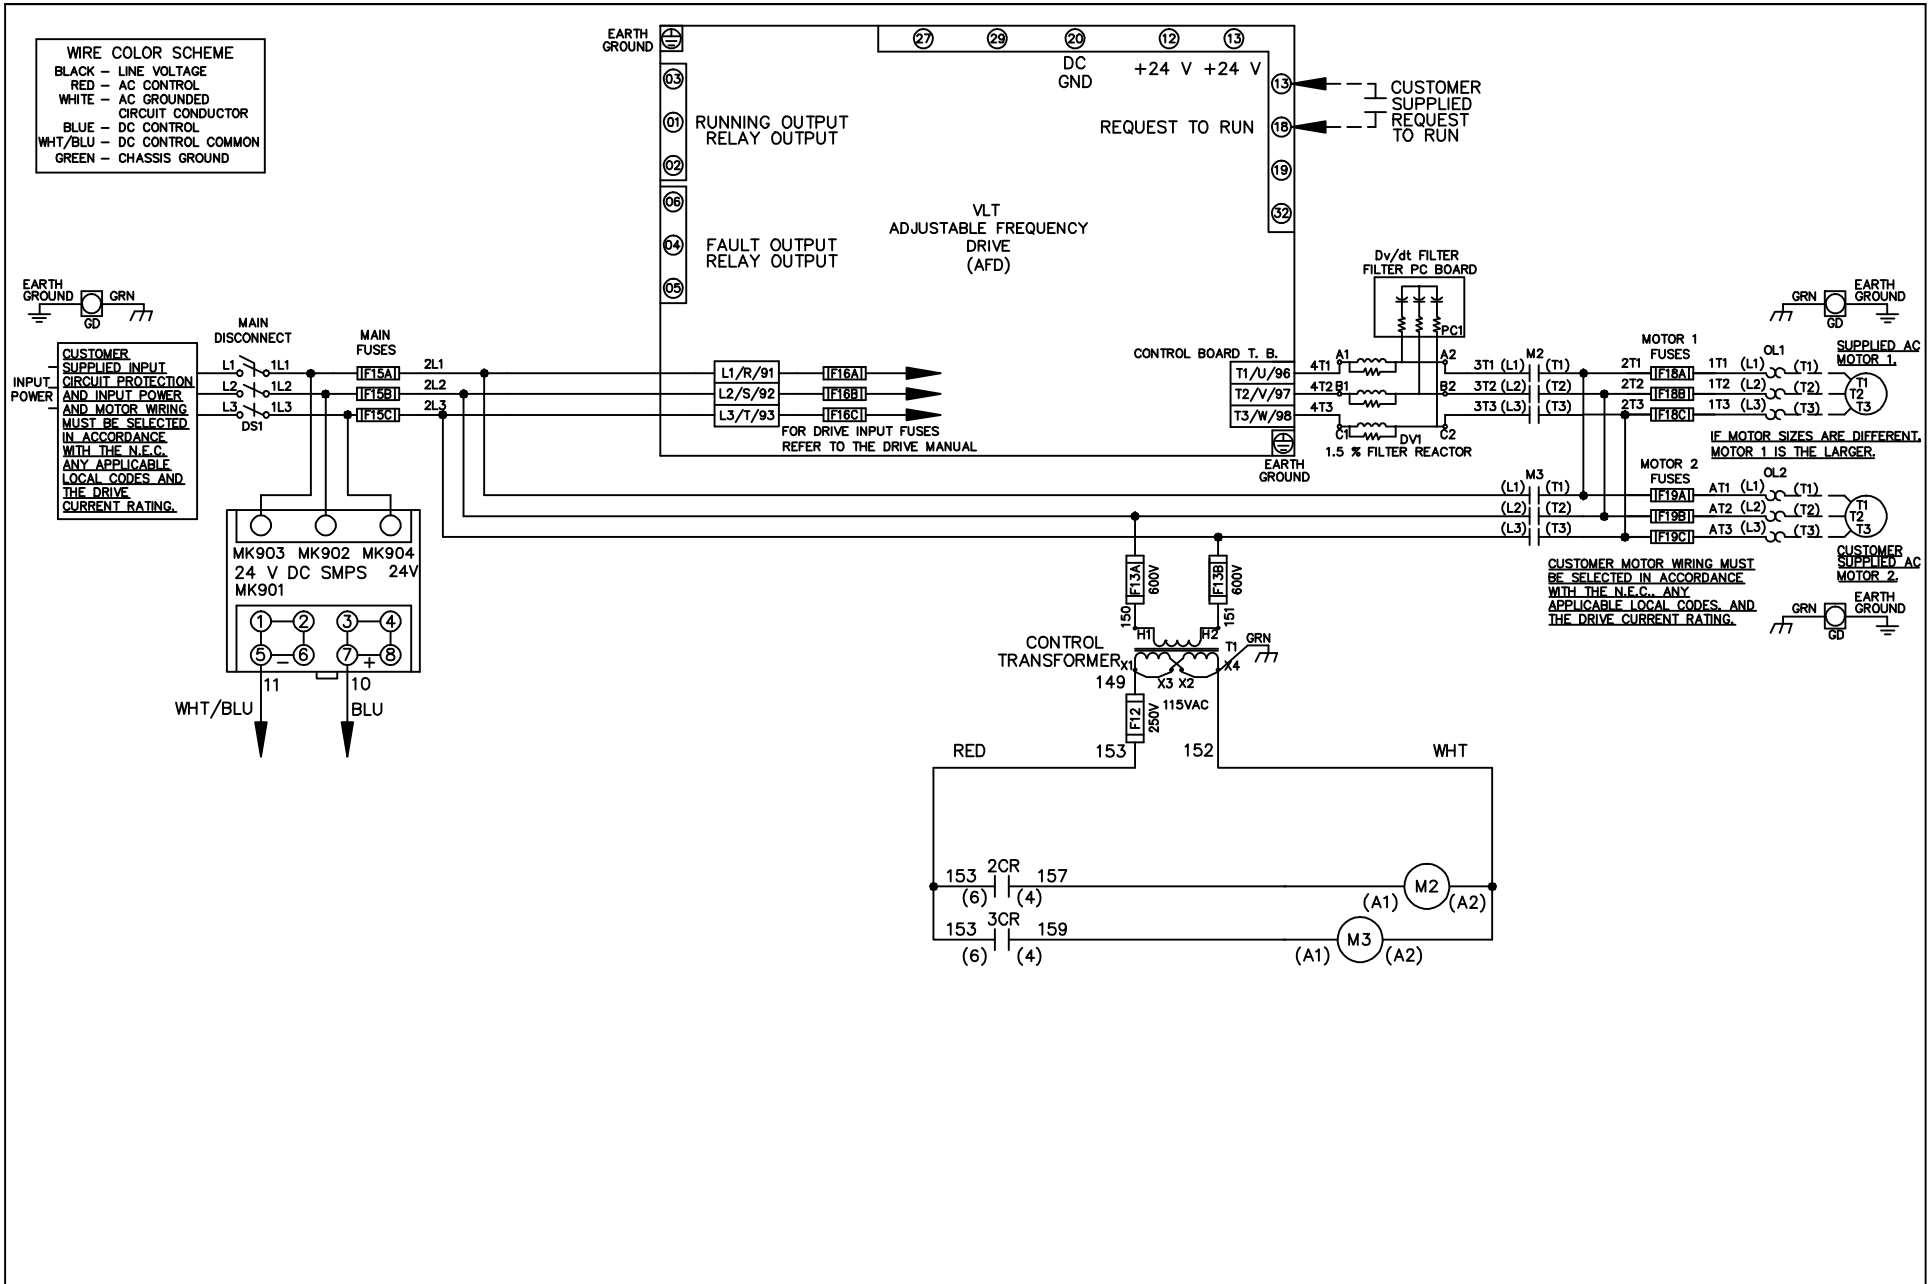 WIRE COLOR SCHEME
BLACK – LINE VOLTAGE
RED – AC CONTROL
WHITE – AC GROUNDED
CIRCUIT CONDUCTOR
BLUE – DC CONTROL
WHT/BLU – DC CONTROL COMMON
GREEN – CHASSIS GROUND
EARTH
GROUND
03
01
02
RUNNING OUTPUT
RELAY OUTPUT
06
04
05
FAULT OUTPUT
RELAY OUTPUT
27
29
20
12
13
DC
GND
+24 V +24 V
13
18
19
32
REQUEST TO RUN
CUSTOMER
SUPPLIED
REQUEST
TO RUN
VLT
ADJUSTABLE FREQUENCY
DRIVE
(AFD)
EARTH
GROUND
GD
GRN
INPUT
POWER
CUSTOMER
SUPPLIED INPUT
CIRCUIT PROTECTION
AND INPUT POWER
AND MOTOR WIRING
MUST BE SELECTED
IN ACCORDANCE
WITH THE N.E.C.
ANY APPLICABLE
LOCAL CODES AND
THE DRIVE
CURRENT RATING.
MAIN
DISCONNECT
L1 1L1
L2 1L2
L3 1L3
DS1
MAIN
FUSES
F15A 2L1
F15B 2L2
F15C 2L3
L1/R/91 F16A
L2/S/92 F16B
L3/T/93 F16C
FOR DRIVE INPUT FUSES
REFER TO THE DRIVE MANUAL
CONTROL BOARD T. B.
T1/U/96
T2/V/97
T3/W/98
EARTH
GROUND
Dv/dt FILTER
FILTER PC BOARD
PC1
4T1 A1 A2
4T2 B1 B2
4T3 C1 C2
DV1
1.5 % FILTER REACTOR
M2
3T1 (L1) (T1)
3T2 (L2) (T2)
3T3 (L3) (T3)
MOTOR 1
FUSES
2T1 F18A 1T1 (L1) (T1)
2T2 F18B 1T2 (L2) (T2)
2T3 F18C 1T3 (L3) (T3)
OL1
T1
T2
T3
GRN
GD
EARTH
GROUND
SUPPLIED AC
MOTOR 1.
IF MOTOR SIZES ARE DIFFERENT,
MOTOR 1 IS THE LARGER.
M3
(L1) (T1)
(L2) (T2)
(L3) (T3)
MOTOR 2
FUSES
F19A AT1 (L1) (T1)
F19B AT2 (L2) (T2)
F19C AT3 (L3) (T3)
OL2
T1
T2
T3
CUSTOMER
SUPPLIED AC
MOTOR 2.
GRN
GD
EARTH
GROUND
CUSTOMER MOTOR WIRING MUST
BE SELECTED IN ACCORDANCE
WITH THE N.E.C., ANY
APPLICABLE LOCAL CODES, AND
THE DRIVE CURRENT RATING.
MK903 MK902 MK904
24 V DC SMPS 24V
MK901
1 2 3 4
5 – 6 7 + 8
11
10
WHT/BLU
BLU
F13A
600V
F13B
600V
150
151
H1 H2
CONTROL
TRANSFORMER
T1
GRN
X1
X3 X2
X4
149
115VAC
F12
250V
RED
153
152
WHT
153 2CR 157
(6) (4)
M2
(A1) (A2)
153 3CR 159
(6) (4)
M3
(A1) (A2)